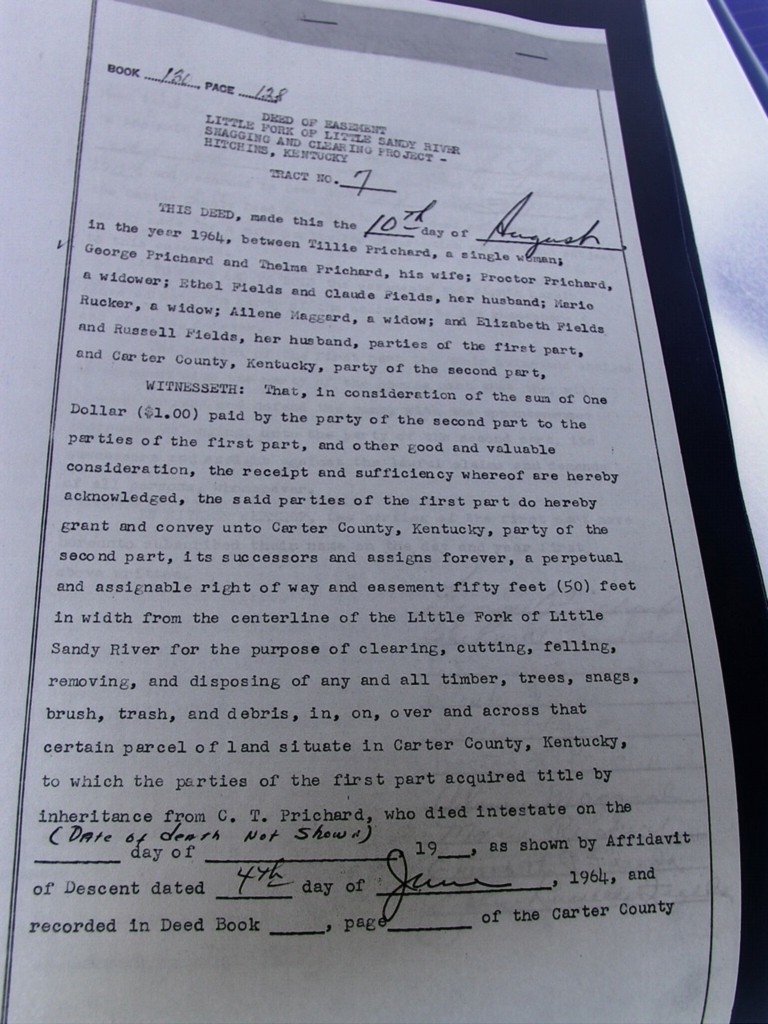 BOOK ........, PAGE ...128...
DEED OF EASEMENT
LITTLE FORK OF LITTLE SANDY RIVER
SNAGGING AND CLEARING PROJECT -
HITCHINS, KENTUCKY
TRACT NO. 7
THIS DEED, made this the 10th day of August
in the year 1964, between Tillie Prichard, a single woman;
George Prichard and Thelma Prichard, his wife; Proctor Prichard,
a widower; Ethel Fields and Claude Fields, her husband; Marie
Rucker, a widow; Ailene Maggard, a widow; and Elizabeth Fields
and Russell Fields, her husband, parties of the first part,
and Carter County, Kentucky, party of the second part,
WITNESSETH: That, in consideration of the sum of One
Dollar ($1.00) paid by the party of the second part to the
parties of the first part, and other good and valuable
consideration, the receipt and sufficiency whereof are hereby
acknowledged, the said parties of the first part do hereby
grant and convey unto Carter County, Kentucky, party of the
second part, its successors and assigns forever, a perpetual
and assignable right of way and easement fifty feet (50) feet
in width from the centerline of the Little Fork of Little
Sandy River for the purpose of clearing, cutting, felling,
removing, and disposing of any and all timber, trees, snags,
brush, trash, and debris, in, on, over and across that
certain parcel of land situate in Carter County, Kentucky,
to which the parties of the first part acquired title by
inheritance from C. T. Prichard, who died intestate on the
(Date of death Not Shown)
______ day of ____________ 19___, as shown by Affidavit
of Descent dated 4th day of June, 1964, and
recorded in Deed Book ____, page______ of the Carter County